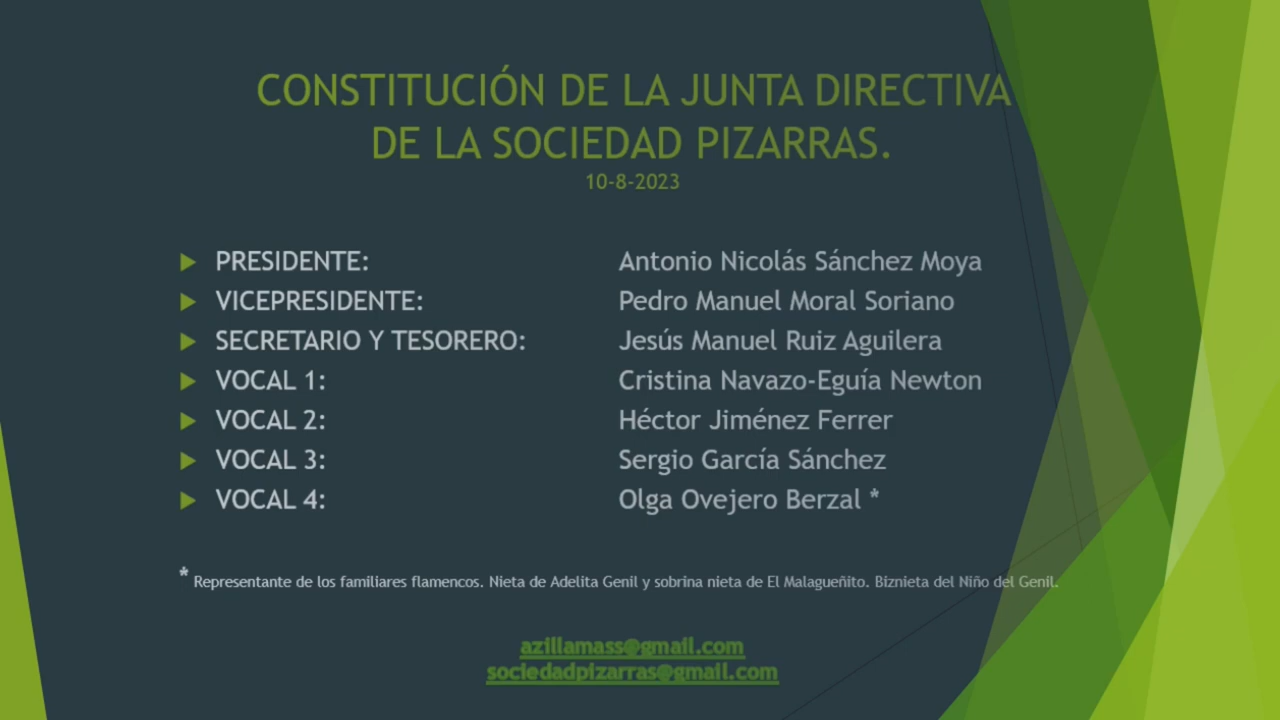 CONSTITUCIÓN DE LA JUNTA DIRECTIVA
DE LA SOCIEDAD PIZARRAS.
10-8-2023
PRESIDENTE: Antonio Nicolás Sánchez Moya
VICEPRESIDENTE: Pedro Manuel Moral Soriano
SECRETARIO Y TESORERO: Jesús Manuel Ruiz Aguilera
VOCAL 1: Cristina Navazo-Eguía Newton
VOCAL 2: Héctor Jiménez Ferrer
VOCAL 3: Sergio García Sánchez
VOCAL 4: Olga Ovejero Berzal *
* Representante de los familiares flamencos. Nieta de Adelita Genil y sobrina nieta de El Malagueñito. Biznieta del Niño del Genil.
azillamass@gmail.com
sociedadpizarras@gmail.com